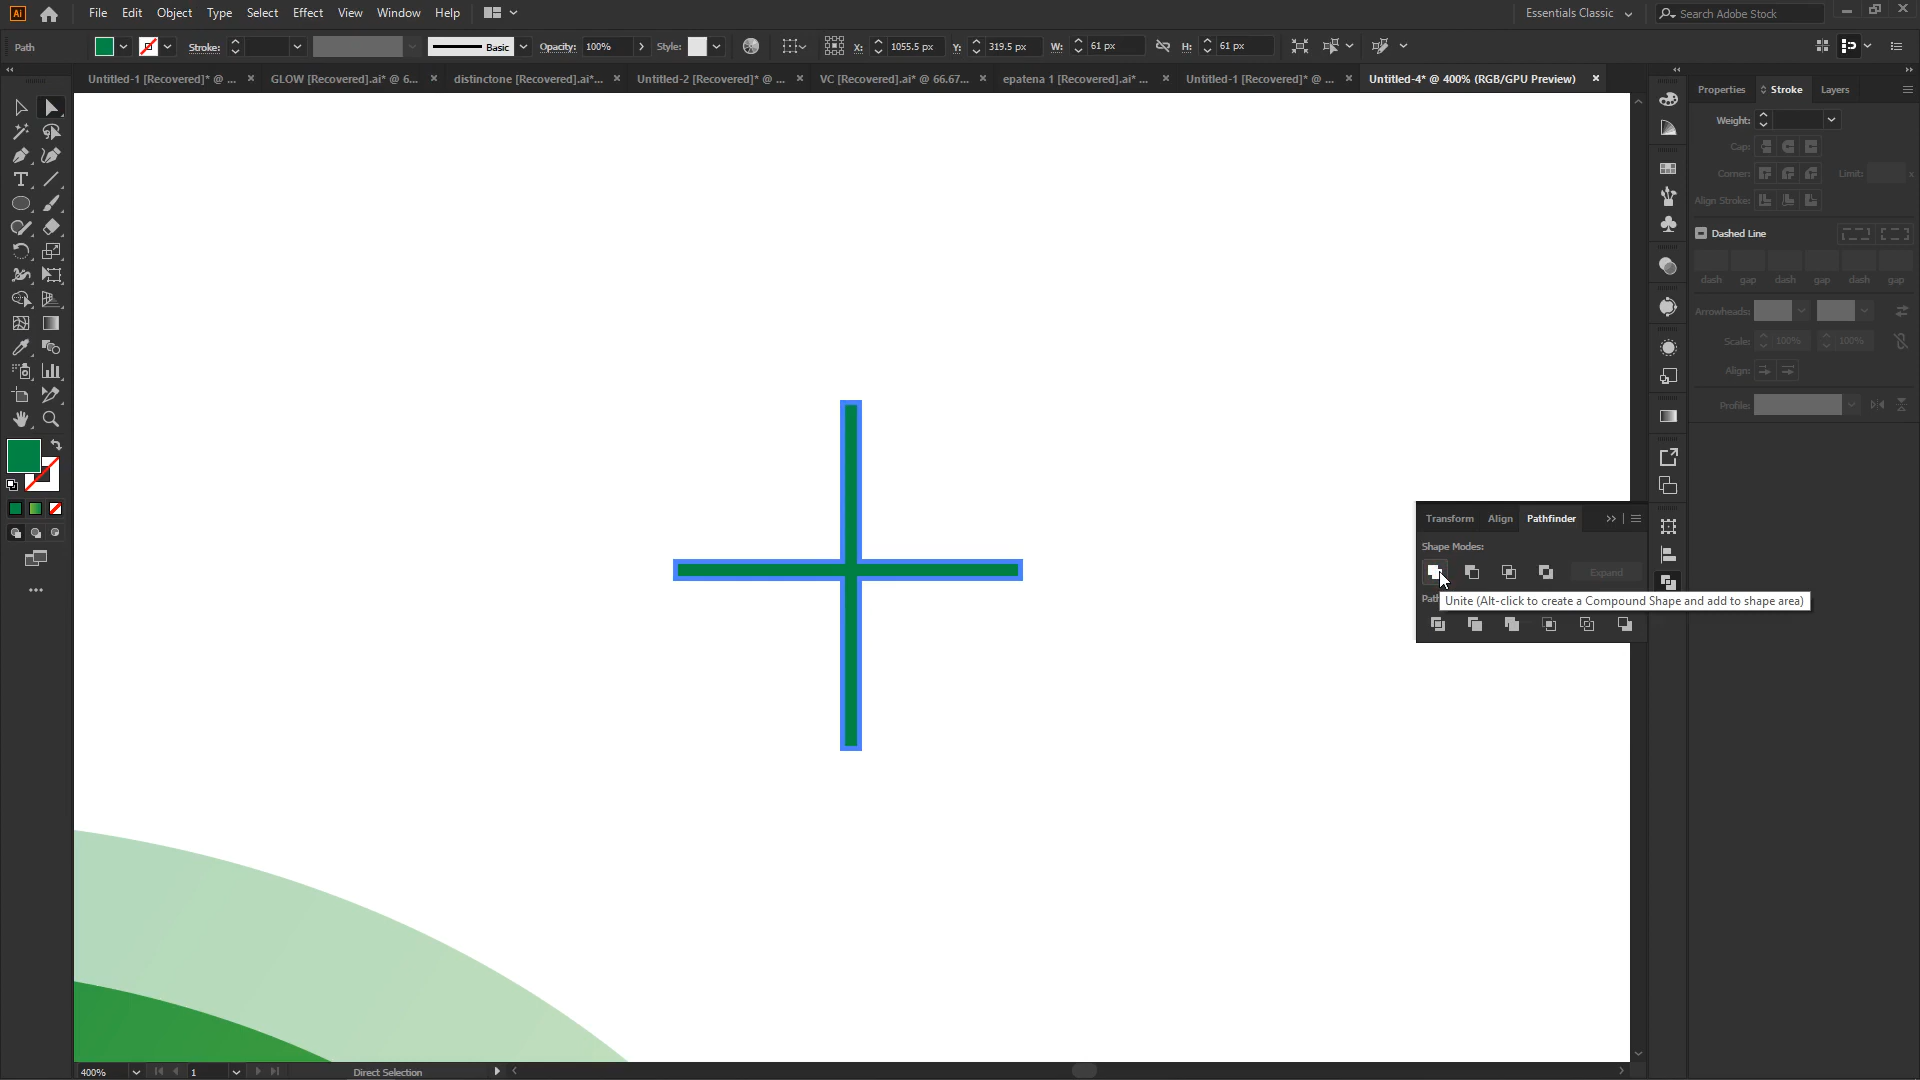 Ai File Edit Object Type Select Effect View Window Help Essentials Classic Search Adobe Stock
Path Stroke: Basic Opacity: 100% Style: X: 1055.5 px Y: 319.5 px W: 61 px H: 61 px
Untitled-1 [Recovered]* @ ... GLOW [Recovered].ai* @ 6... distinctone [Recovered].ai*... Untitled-2 [Recovered]* @ ... VC [Recovered].ai* @ 66.67... epatena 1 [Recovered].ai* ... Untitled-1 [Recovered]* @ ... Untitled-4* @ 400% (RGB/GPU Preview)
Properties Stroke Layers
Weight:
Cap:
Corner: Limit: x
Align Stroke:
Dashed Line
dash gap dash gap dash gap
Arrowheads:
Scale: 100% 100%
Align:
Profile:
Transform Align Pathfinder
Shape Modes:
Expand
Path
Unite (Alt-click to create a Compound Shape and add to shape area)
400% 1 Direct Selection